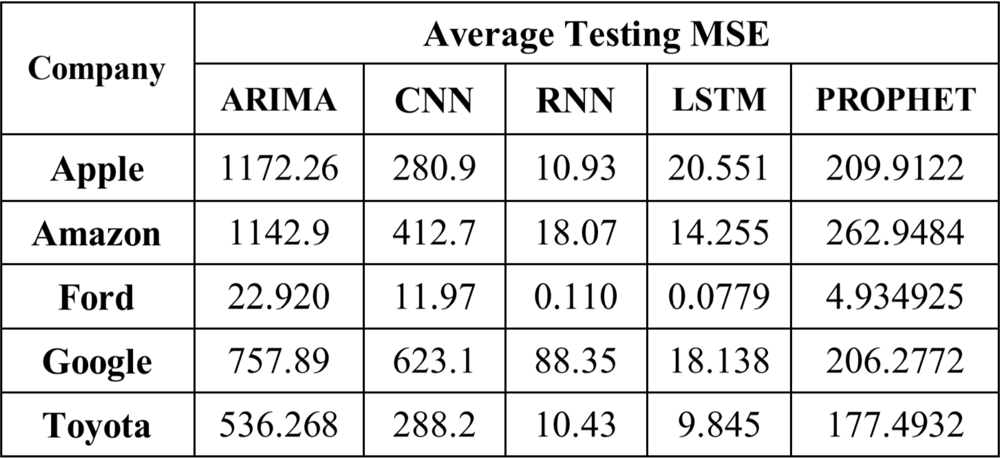 Company Average Testing MSE
ARIMA CNN RNN LSTM PROPHET
Apple 1172.26 280.9 10.93 20.551 209.9122
Amazon 1142.9 412.7 18.07 14.255 262.9484
Ford 22.920 11.97 0.110 0.0779 4.934925
Google 757.89 623.1 88.35 18.138 206.2772
Toyota 536.268 288.2 10.43 9.845 177.4932